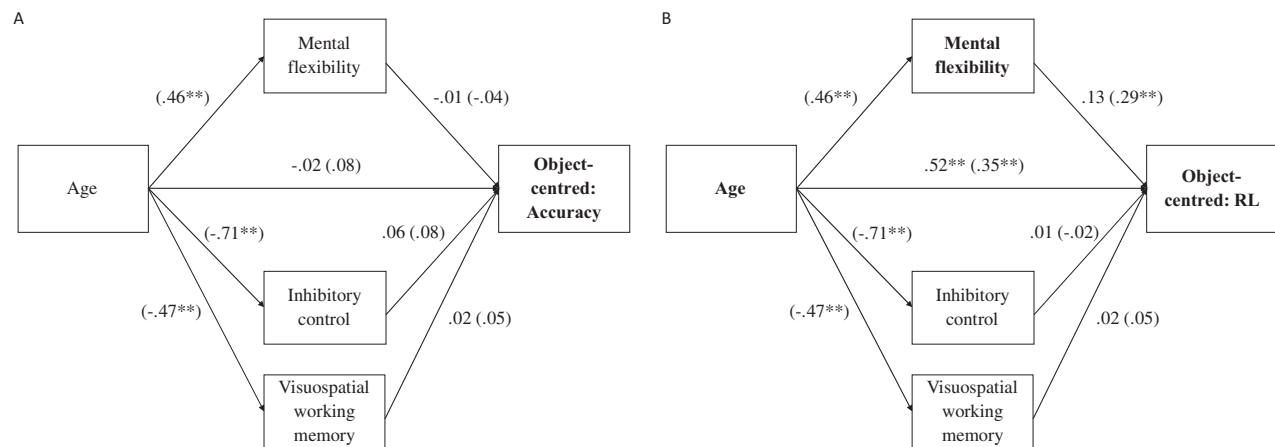 A
Mental
flexibility
(.46**)
-.01 (-.04)
-.02 (.08)
Age
Object-
centred:
Accuracy
(-.71**)
.06 (.08)
Inhibitory
control
(-.47**)
.02 (.05)
Visuospatial
working
memory
B
Mental
flexibility
(.46**)
.13 (.29**)
.52** (.35**)
Age
Object-
centred: RL
(-.71**)
.01 (-.02)
Inhibitory
control
(-.47**)
.02 (.05)
Visuospatial
working
memory